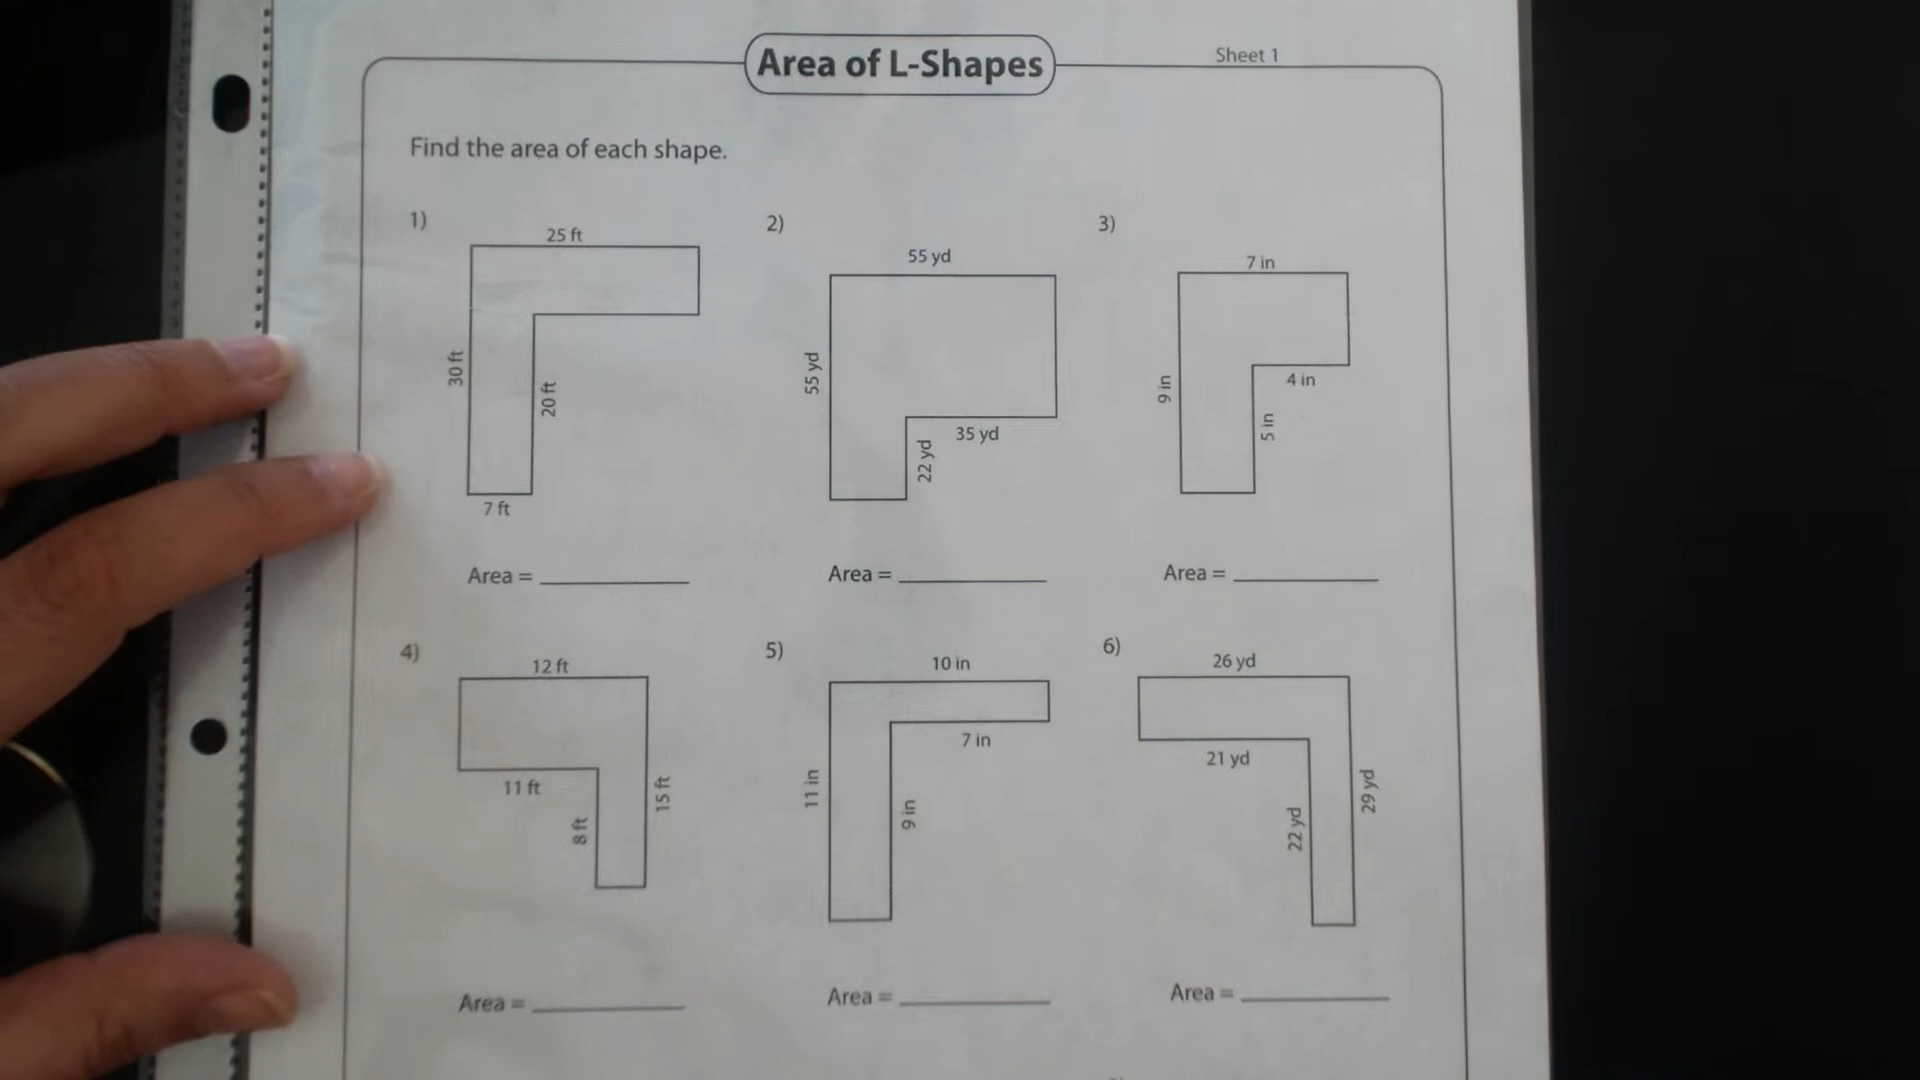 Area of L-Shapes
Sheet 1
Find the area of each shape.
1)
25 ft
30 ft
20 ft
7 ft
Area =
2)
55 yd
55 yd
35 yd
22 yd
Area =
3)
7 in
9 in
4 in
5 in
Area =
4)
12 ft
11 ft
8 ft
15 ft
Area =
5)
10 in
7 in
11 in
9 in
Area =
6)
26 yd
21 yd
22 yd
29 yd
Area =